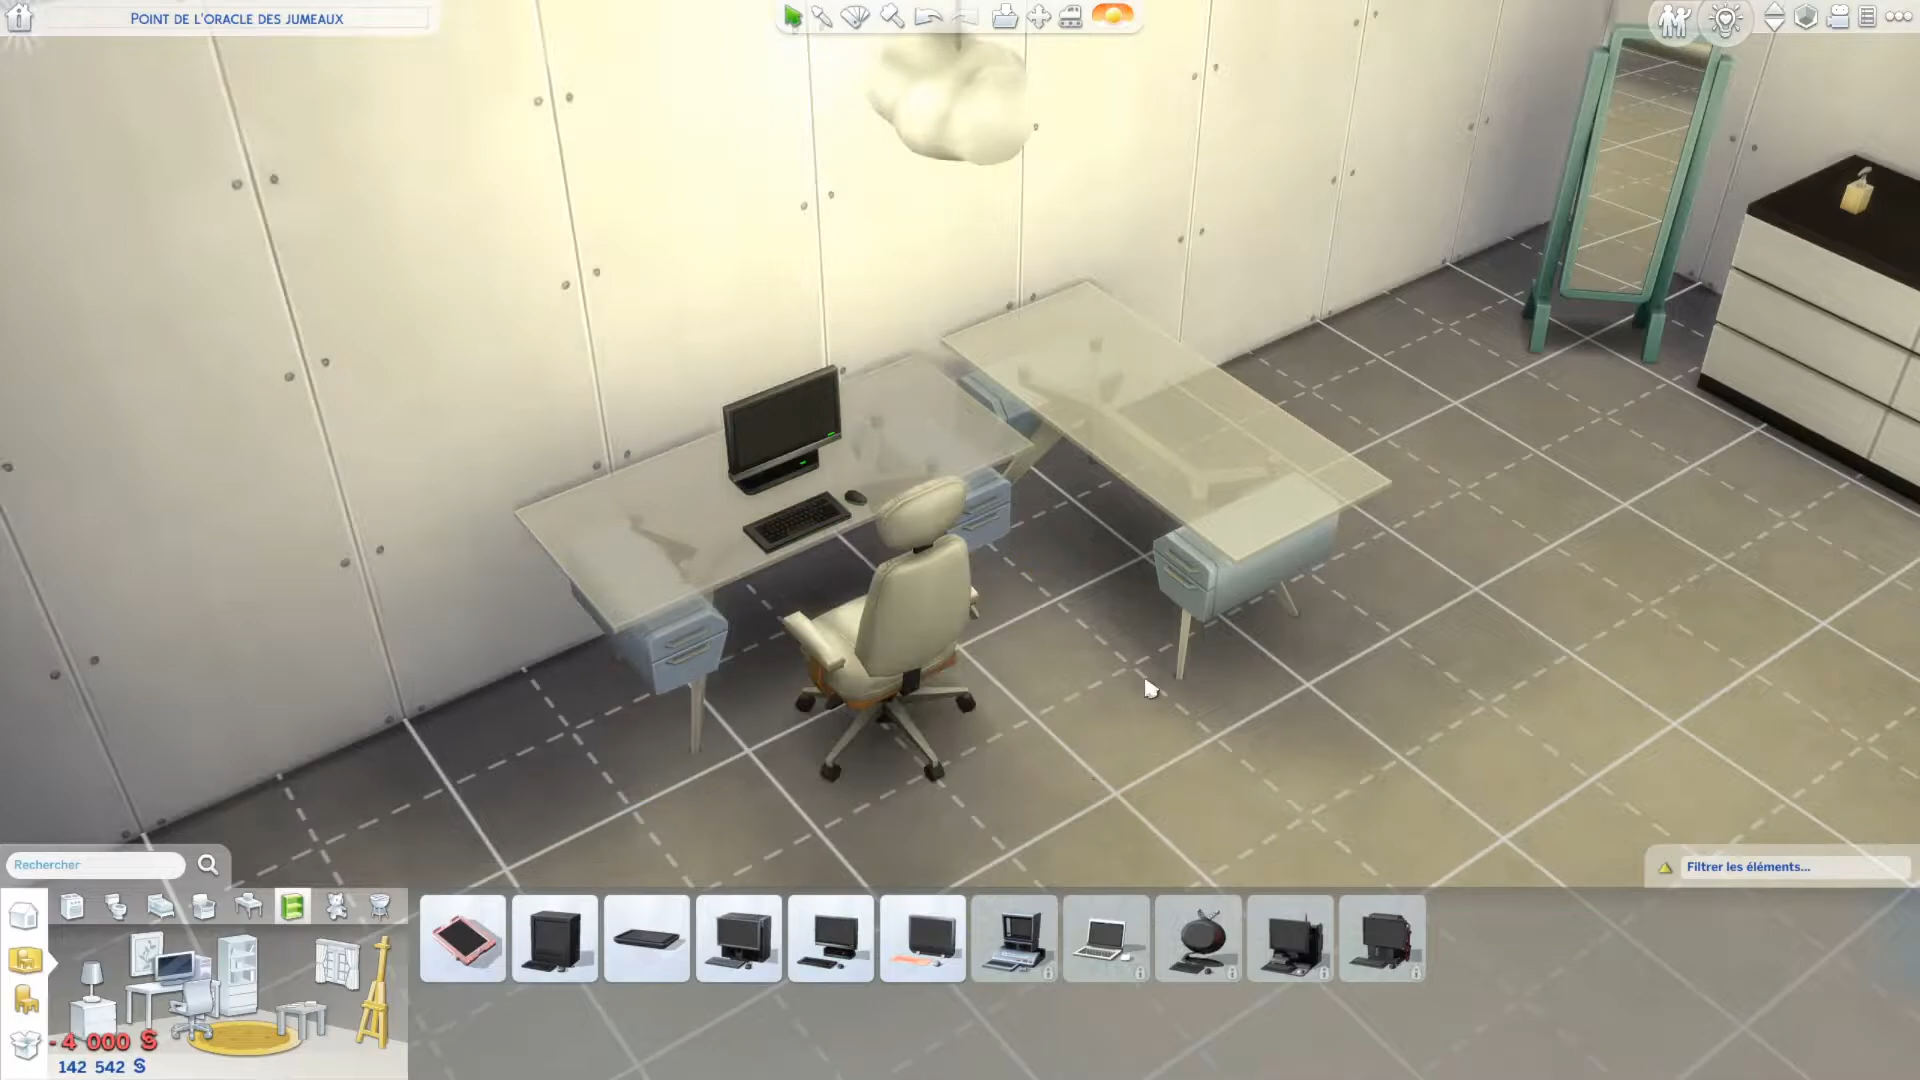 POINT DE L'ORACLE DES JUMEAUX
Rechercher
Filtrer les éléments...
- 4 000 §
142 542 §